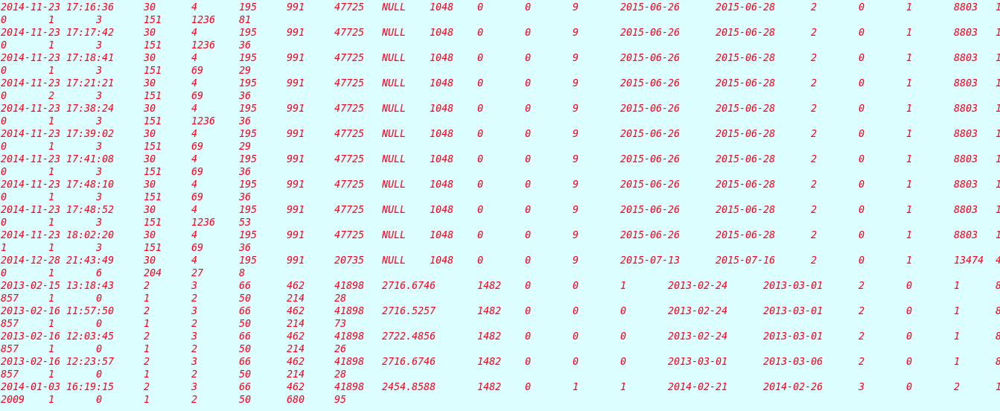 2014-11-23 17:16:36 30 4 195 991 47725 NULL 1048 0 0 9 2015-06-26 2015-06-28 2 0 1 8803 1
0 1 3 151 1236 81
2014-11-23 17:17:42 30 4 195 991 47725 NULL 1048 0 0 9 2015-06-26 2015-06-28 2 0 1 8803 1
0 1 3 151 1236 36
2014-11-23 17:18:41 30 4 195 991 47725 NULL 1048 0 0 9 2015-06-26 2015-06-28 2 0 1 8803 1
0 1 3 151 69 29
2014-11-23 17:21:21 30 4 195 991 47725 NULL 1048 0 0 9 2015-06-26 2015-06-28 2 0 1 8803 1
0 2 3 151 69 36
2014-11-23 17:38:24 30 4 195 991 47725 NULL 1048 0 0 9 2015-06-26 2015-06-28 2 0 1 8803 1
0 1 3 151 1236 36
2014-11-23 17:39:02 30 4 195 991 47725 NULL 1048 0 0 9 2015-06-26 2015-06-28 2 0 1 8803 1
0 1 3 151 69 29
2014-11-23 17:41:08 30 4 195 991 47725 NULL 1048 0 0 9 2015-06-26 2015-06-28 2 0 1 8803 1
0 1 3 151 69 36
2014-11-23 17:48:10 30 4 195 991 47725 NULL 1048 0 0 9 2015-06-26 2015-06-28 2 0 1 8803 1
0 1 3 151 69 36
2014-11-23 17:48:52 30 4 195 991 47725 NULL 1048 0 0 9 2015-06-26 2015-06-28 2 0 1 8803 1
0 1 3 151 1236 53
2014-11-23 18:02:20 30 4 195 991 47725 NULL 1048 0 0 9 2015-06-26 2015-06-28 2 0 1 8803 1
1 1 3 151 69 36
2014-12-28 21:43:49 30 4 195 991 20735 NULL 1048 0 0 9 2015-07-13 2015-07-16 2 0 1 13474 4
0 1 6 204 27 8
2013-02-15 13:18:43 2 3 66 462 41898 2716.6746 1482 0 0 1 2013-02-24 2013-03-01 2 0 1 8
857 1 0 1 2 50 214 28
2013-02-16 11:57:50 2 3 66 462 41898 2716.5257 1482 0 0 0 2013-02-24 2013-03-01 2 0 1 8
857 1 0 1 2 50 214 73
2013-02-16 12:03:45 2 3 66 462 41898 2722.4856 1482 0 0 0 2013-02-24 2013-03-01 2 0 1 8
857 1 0 1 2 50 214 26
2013-02-16 12:23:57 2 3 66 462 41898 2716.6746 1482 0 0 0 2013-03-01 2013-03-06 2 0 1 8
857 1 0 1 2 50 214 28
2014-01-03 16:19:15 2 3 66 462 41898 2454.8588 1482 0 1 1 2014-02-21 2014-02-26 3 0 2 1
2009 1 0 1 2 50 680 95